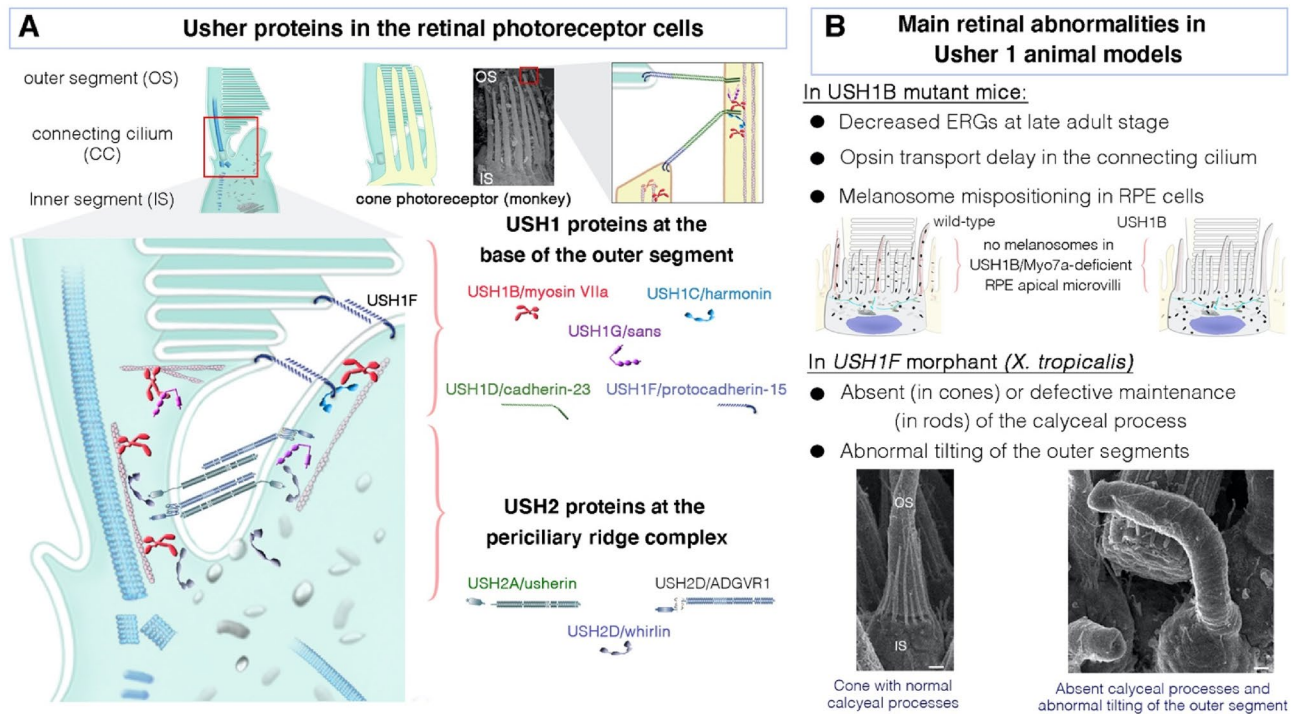 A
Usher proteins in the retinal photoreceptor cells
outer segment (OS)
connecting cilium
(CC)
Inner segment (IS)
OS
IS
cone photoreceptor (monkey)
USH1F
USH1 proteins at the
base of the outer segment
USH1B/myosin VIIa
USH1C/harmonin
USH1G/sans
USH1D/cadherin-23
USH1F/protocadherin-15
USH2 proteins at the
periciliary ridge complex
USH2A/usherin
USH2D/ADGVR1
USH2D/whirlin
B
Main retinal abnormalities in
Usher 1 animal models
In USH1B mutant mice:
● Decreased ERGs at late adult stage
● Opsin transport delay in the connecting cilium
● Melanosome mispositioning in RPE cells
wild-type
USH1B
no melanosomes in
USH1B/Myo7a-deficient
RPE apical microvilli
In USH1F morphant (X. tropicalis)
● Absent (in cones) or defective maintenance
(in rods) of the calyceal process
● Abnormal tilting of the outer segments
OS
IS
Cone with normal
calcyeal processes
Absent calyceal processes and
abnormal tilting of the outer segment